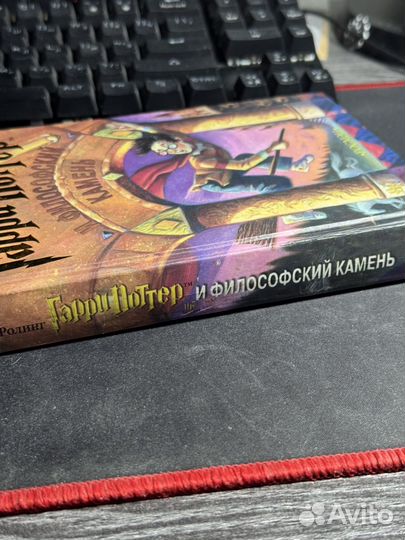 Гарри Поттер
и ФИЛОСОФСКИЙ
КАМЕНЬ
Ролинг Гарри Поттер™ и ФИЛОСОФСКИЙ КАМЕНЬ
Avito